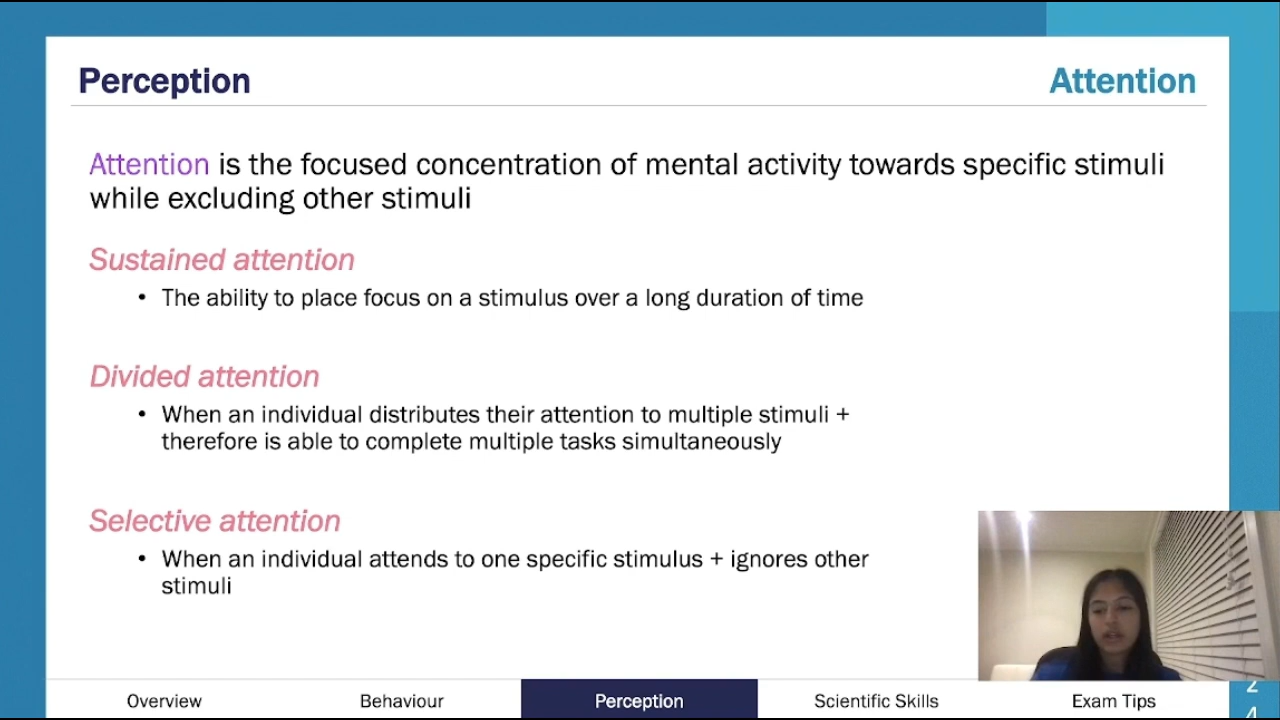 Perception
Attention
Attention is the focused concentration of mental activity towards specific stimuli
while excluding other stimuli
Sustained attention
• The ability to place focus on a stimulus over a long duration of time
Divided attention
• When an individual distributes their attention to multiple stimuli +
therefore is able to complete multiple tasks simultaneously
Selective attention
• When an individual attends to one specific stimulus + ignores other
stimuli
Overview
Behaviour
Perception
Scientific Skills
Exam Tips
2
4